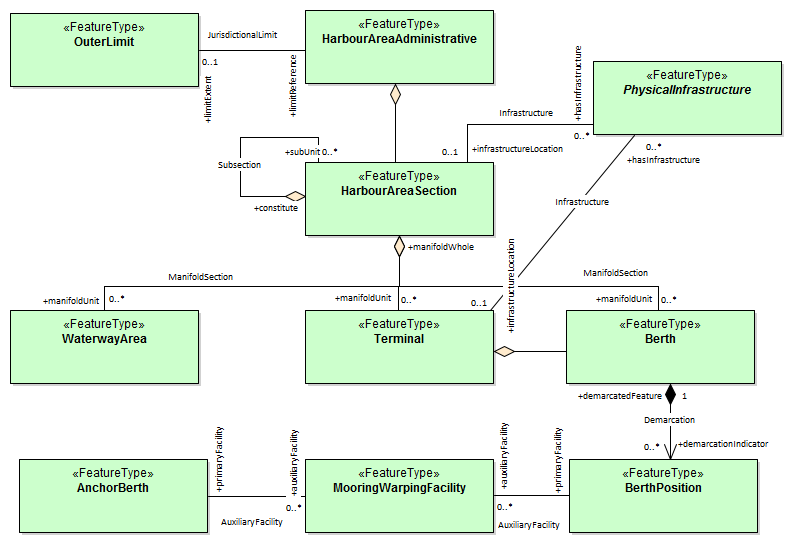 «FeatureType»
OuterLimit
JurisdictionalLimit
0..1
+limitExtent
+limitReference
«FeatureType»
HarbourAreaAdministrative
«FeatureType»
PhysicalInfrastructure
+hasInfrastructure
Infrastructure
0..*
0..1
+infrastructureLocation
0..*
+hasInfrastructure
+subUnit 0..*
Subsection
+constitute
«FeatureType»
HarbourAreaSection
Infrastructure
+manifoldWhole
+infrastructureLocation
ManifoldSection
ManifoldSection
+manifoldUnit
0..*
+manifoldUnit
0..*
0..1
+manifoldUnit
0..*
«FeatureType»
WaterwayArea
«FeatureType»
Terminal
«FeatureType»
Berth
+demarcatedFeature
1
Demarcation
0..*
+demarcationIndicator
«FeatureType»
AnchorBerth
+primaryFacility
+auxiliaryFacility
0..*
AuxiliaryFacility
«FeatureType»
MooringWarpingFacility
+auxiliaryFacility
+primaryFacility
0..*
AuxiliaryFacility
«FeatureType»
BerthPosition